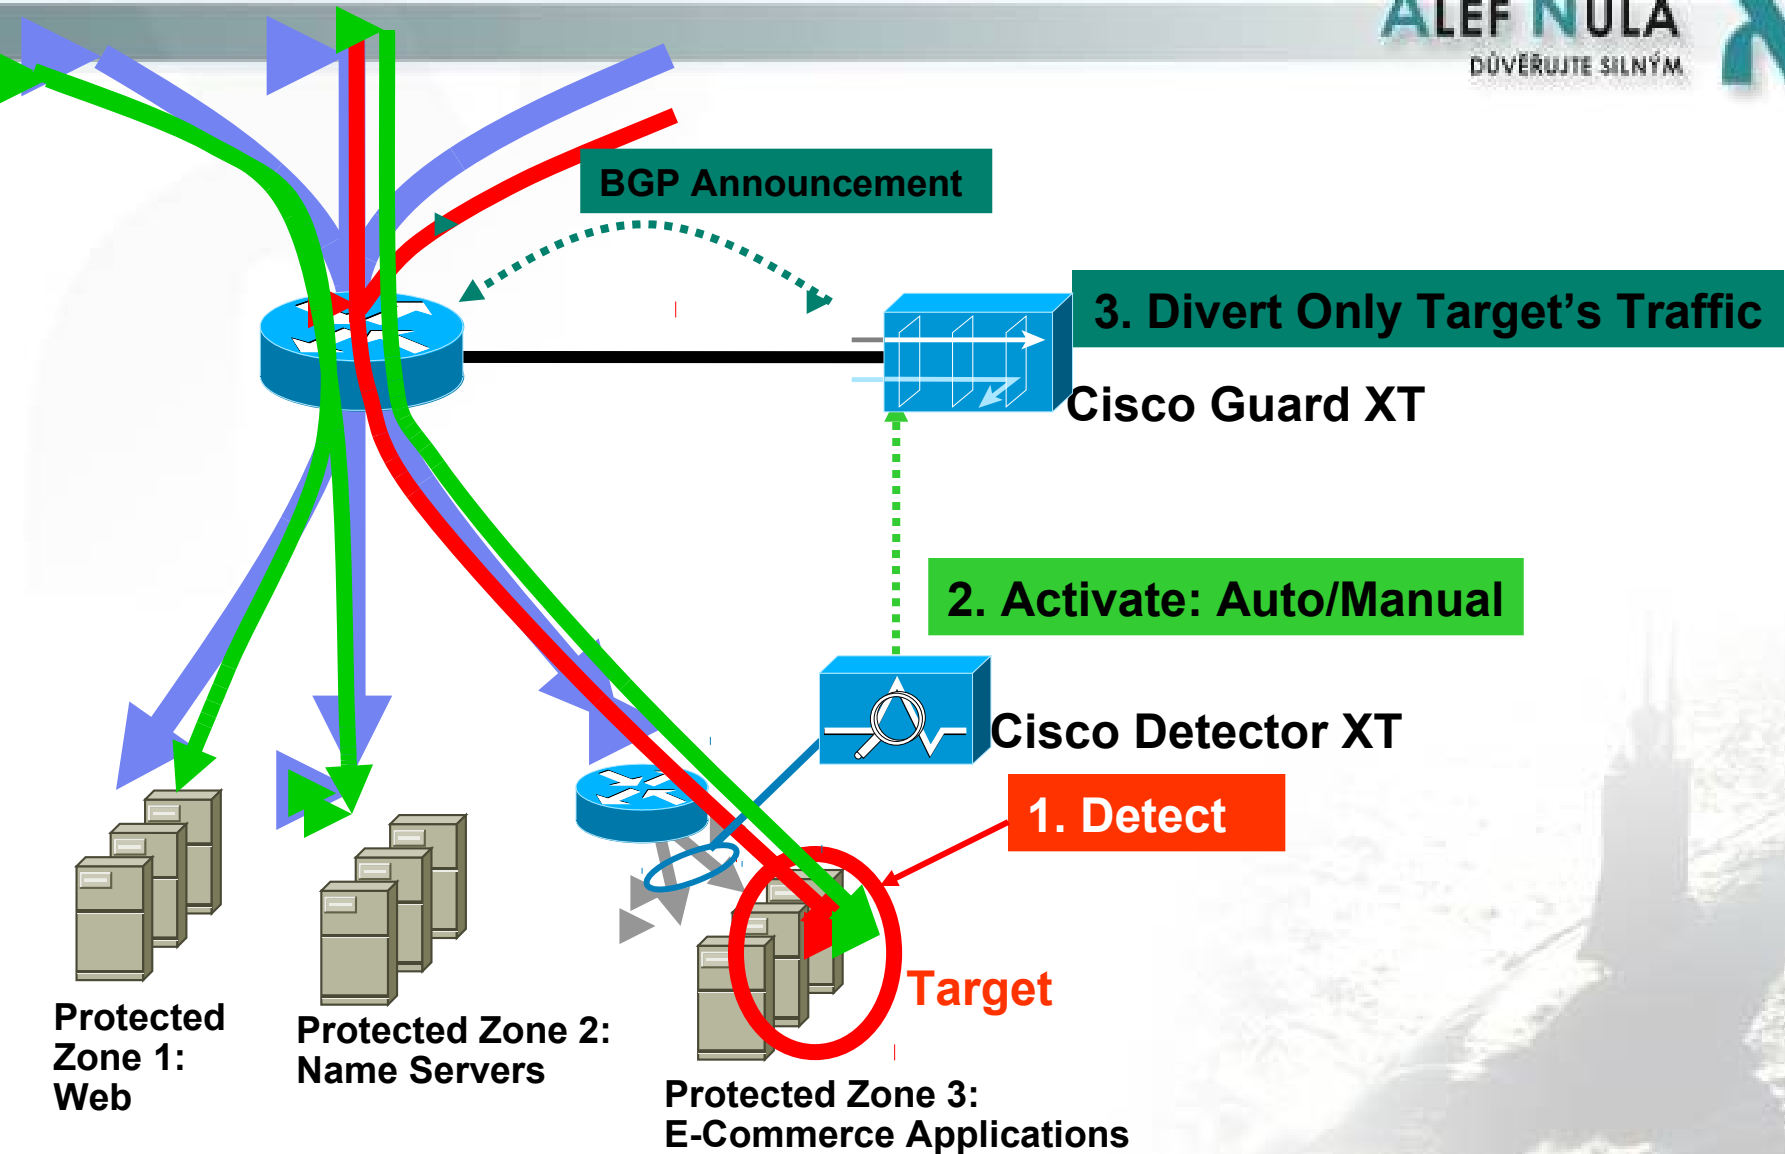 ALEF NULA
DŮVĚŘUJTE SILNÝM
BGP Announcement
3. Divert Only Target’s Traffic
Cisco Guard XT
2. Activate: Auto/Manual
Cisco Detector XT
1. Detect
Target
Protected
Zone 1:
Web
Protected Zone 2:
Name Servers
Protected Zone 3:
E-Commerce Applications